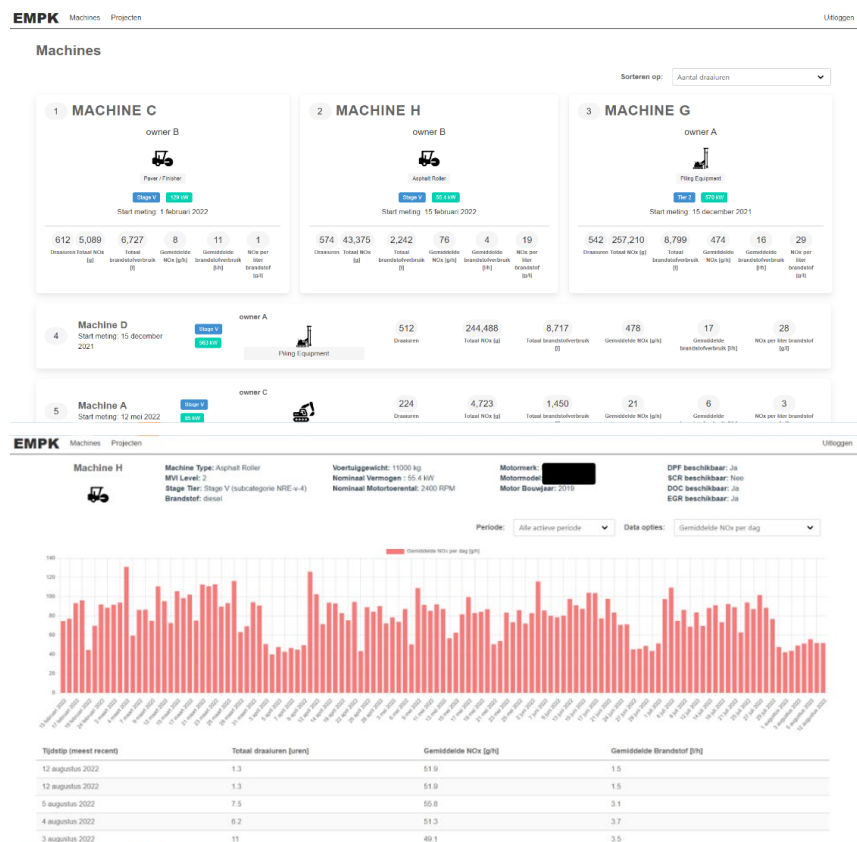 EMPK Machines Projecten Uitloggen
Machines
Sorteren op: Aantal draaiuren
1 MACHINE C
owner B
Paver / Finisher
Stage V 129 kW
Start meting: 1 februari 2022
612 5,089 6,727 8 11 1
Draaiuren Totaal NOx [g] Totaal brandstofverbruik [l] Gemiddelde NOx [g/h] Gemiddelde brandstofverbruik [l/h] NOx per liter brandstof [g/l]
2 MACHINE H
owner B
Asphalt Roller
Stage V 55.4 kW
Start meting: 15 februari 2022
574 43,375 2,242 76 4 19
Draaiuren Totaal NOx [g] Totaal brandstofverbruik [l] Gemiddelde NOx [g/h] Gemiddelde brandstofverbruik [l/h] NOx per liter brandstof [g/l]
3 MACHINE G
owner A
Piling Equipment
Tier 2 570 kW
Start meting: 15 december 2021
542 257,210 8,799 474 16 29
Draaiuren Totaal NOx [g] Totaal brandstofverbruik [l] Gemiddelde NOx [g/h] Gemiddelde brandstofverbruik [l/h] NOx per liter brandstof [g/l]
4 Machine D
Start meting: 15 december 2021
Stage V
563 kW
owner A
Piling Equipment
512 244,488 8,717 478 17 28
Draaiuren Totaal NOx [g] Totaal brandstofverbruik [l] Gemiddelde NOx [g/h] Gemiddelde brandstofverbruik [l/h] NOx per liter brandstof [g/l]
5 Machine A
Start meting: 12 mei 2022
Stage V
owner C
224 4,723 1,450 21 6 3
Draaiuren Totaal NOx [g] Totaal brandstofverbruik Gemiddelde NOx [g/h] Gemiddelde NOx per liter brandstof
EMPK Machines Projecten Uitloggen
Machine H
Machine Type: Asphalt Roller
MVI Level: 2
Stage Tier: Stage V (subcategorie NRE-v-4)
Brandstof: diesel
Voertuiggewicht: 11000 kg
Nominaal Vermogen : 55.4 kW
Nominaal Motortoerental: 2400 RPM
Motormerk:
Motormodel:
Motor Bouwjaar: 2019
DPF beschikbaar: Ja
SCR beschikbaar: Nee
DOC beschikbaar: Ja
EGR beschikbaar: Ja
Periode: Alle actieve periode Data opties: Gemiddelde NOx per dag
Gemiddelde NOx per dag [g/h]
140
120
100
80
60
40
20
0
Tijdstip (meest recent) Totaal draaiuren [uren] Gemiddelde NOx [g/h] Gemiddelde Brandstof [l/h]
12 augustus 2022 1.3 51.9 1.5
12 augustus 2022 1.3 51.9 1.5
5 augustus 2022 7.5 55.8 3.1
4 augustus 2022 6.2 51.3 3.7
3 augustus 2022 11 49.1 3.5